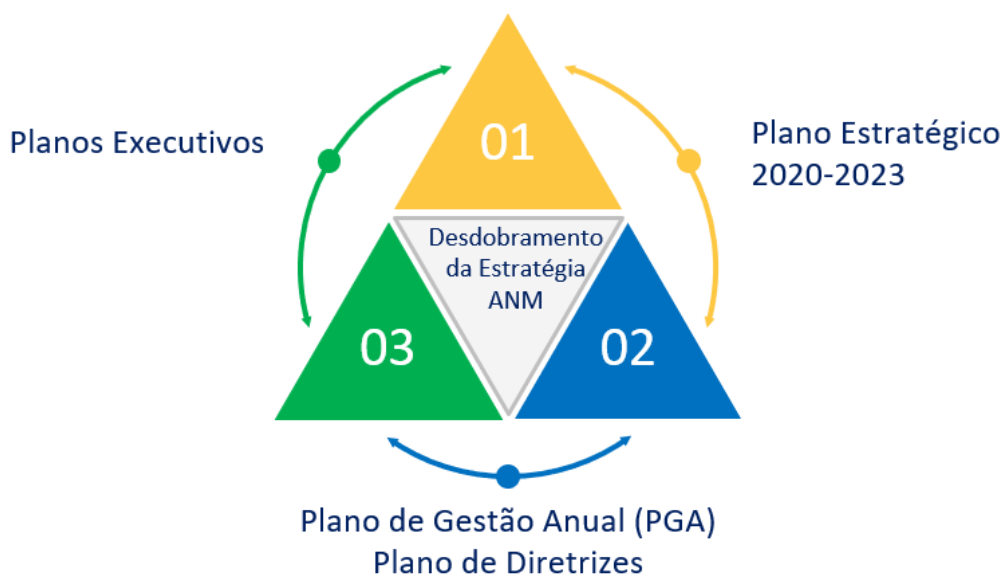 01
Planos Executivos
Plano Estratégico
2020-2023
Desdobramento
da Estratégia
ANM
03
02
Plano de Gestão Anual (PGA)
Plano de Diretrizes